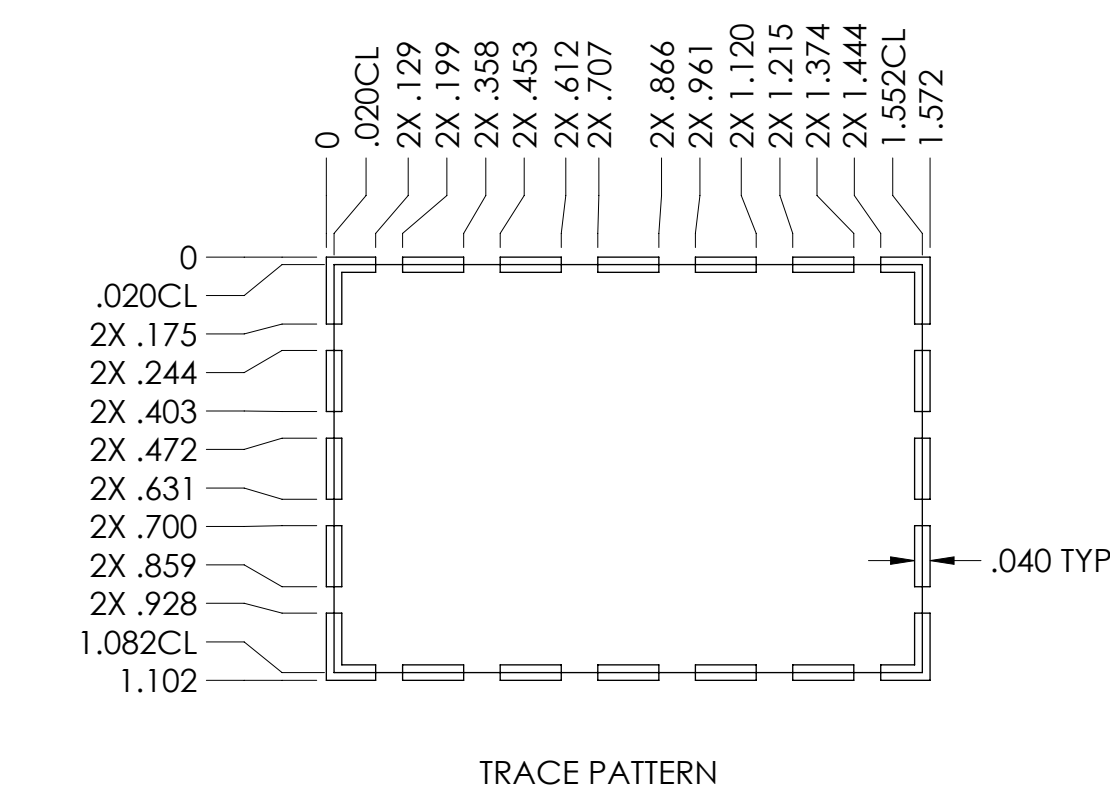 0
.020CL
2X .129
2X .199
2X .358
2X .453
2X .612
2X .707
2X .866
2X .961
2X 1.120
2X 1.215
2X 1.374
2X 1.444
1.552CL
1.572
0
.020CL
2X .175
2X .244
2X .403
2X .472
2X .631
2X .700
2X .859
2X .928
1.082CL
1.102
.040 TYP
TRACE PATTERN